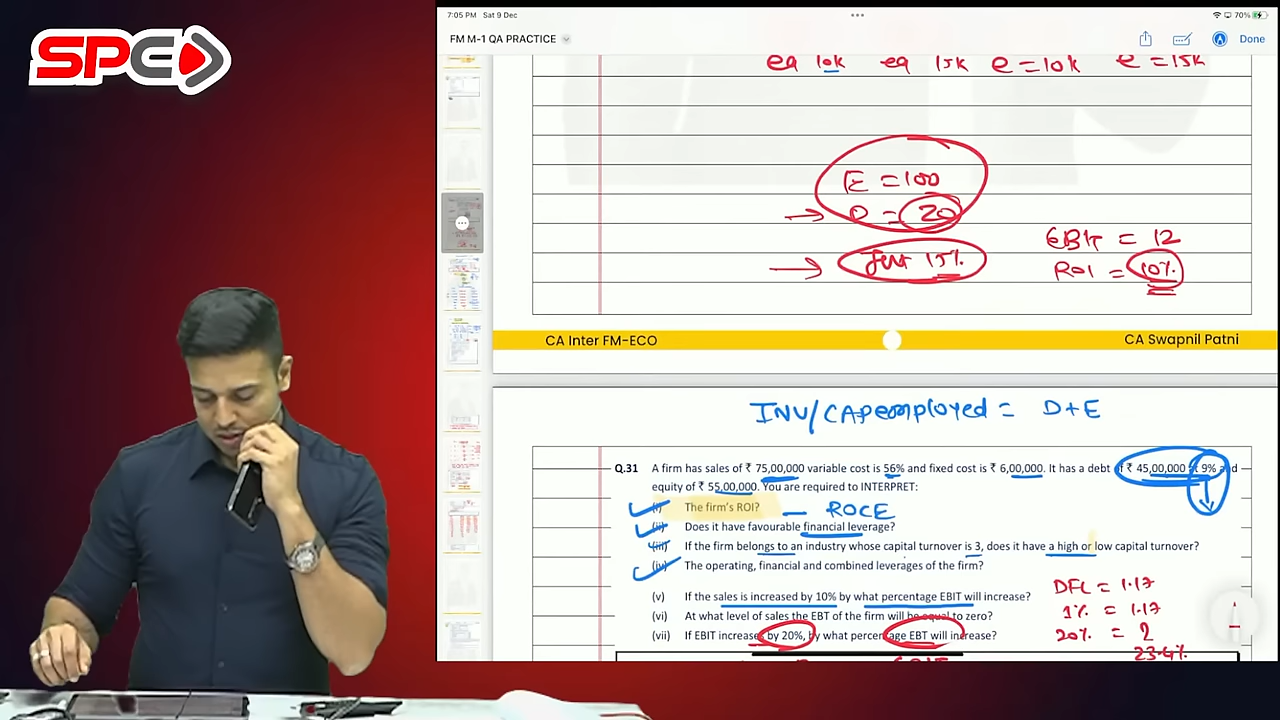 SPC
7:05 PM Sat 9 Dec
70%
FM M-1 QA PRACTICE
Done
eq 10k eq 15k e=10k e=15k
E = 100
D = 20
Int 15%
EBIT = 12
ROI = 10%
CA Inter FM-ECO
CA Swapnil Patni
INV/CAPemployed = D+E
Q.31 A firm has sales of ₹ 75,00,000 variable cost is 56% and fixed cost is ₹ 6,00,000. It has a debt of ₹ 45,00,000 at 9% and
equity of ₹ 55,00,000. You are required to INTERPRET:
(i) The firm's ROI? — ROCE
(ii) Does it have favourable financial leverage?
(iii) If the firm belongs to an industry whose capital turnover is 3, does it have a high or low capital turnover?
(iv) The operating, financial and combined leverages of the firm?
(v) If the sales is increased by 10% by what percentage EBIT will increase?
(vi) At what level of sales the EBT of the firm will be equal to zero?
(vii) If EBIT increase by 20%, by what percentage EBT will increase?
DFL = 1.17
1% = 1.17
20% = 2
23.4%